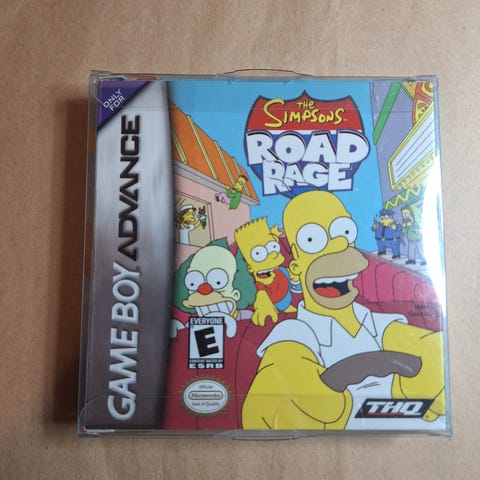 ONLY
FOR
GAME BOY ADVANCE
The
SIMPSONS
ROAD
RAGE
EVERYONE
E
CONTENT RATED BY
ESRB
Official
Nintendo
Seal of Quality
THQ